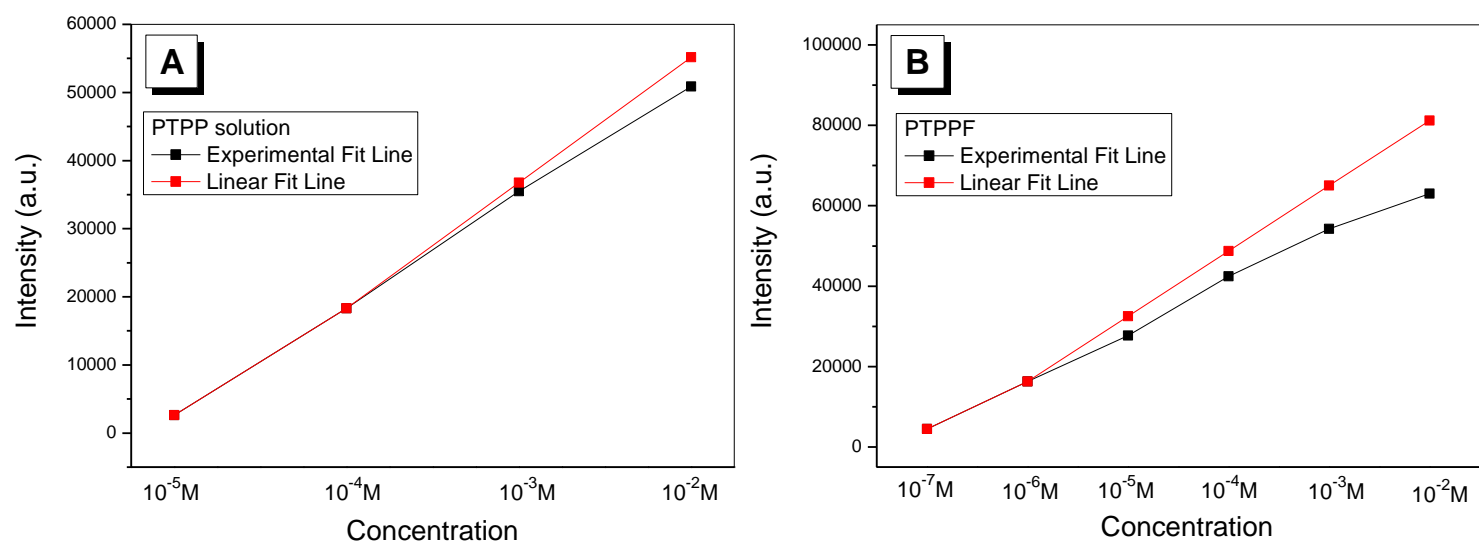 A
PTPP solution
Experimental Fit Line
Linear Fit Line
Intensity (a.u.)
60000
50000
40000
30000
20000
10000
0
10⁻⁵M 10⁻⁴M 10⁻³M 10⁻²M
Concentration
B
PTPPF
Experimental Fit Line
Linear Fit Line
Intensity (a.u.)
100000
80000
60000
40000
20000
0
10⁻⁷M 10⁻⁶M 10⁻⁵M 10⁻⁴M 10⁻³M 10⁻²M
Concentration